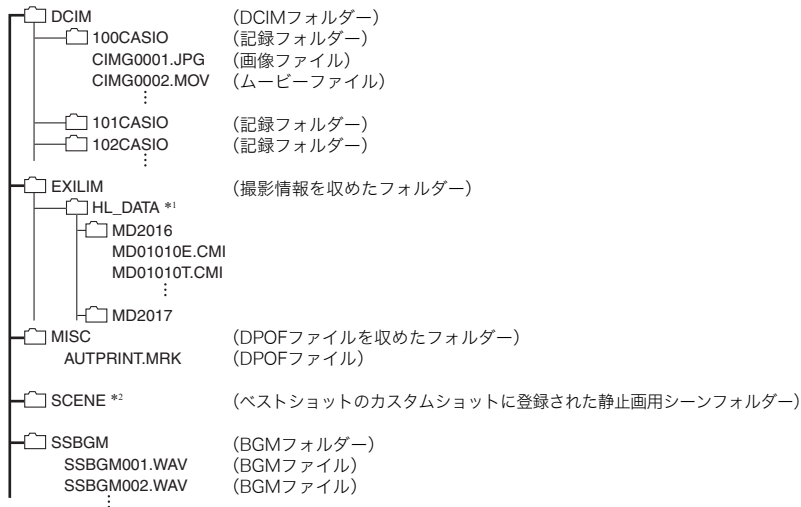 DCIM (DCIMフォルダー)
100CASIO (記録フォルダー)
CIMG0001.JPG (画像ファイル)
CIMG0002.MOV (ムービーファイル)
101CASIO (記録フォルダー)
102CASIO (記録フォルダー)
EXILIM (撮影情報を収めたフォルダー)
HL_DATA *1
MD2016
MD01010E.CMI
MD01010T.CMI
MD2017
MISC (DPOFファイルを収めたフォルダー)
AUTPRINT.MRK (DPOFファイル)
SCENE *2 (ベストショットのカスタムショットに登録された静止画用シーンフォルダー)
SSBGM (BGMフォルダー)
SSBGM001.WAV (BGMファイル)
SSBGM002.WAV (BGMファイル)